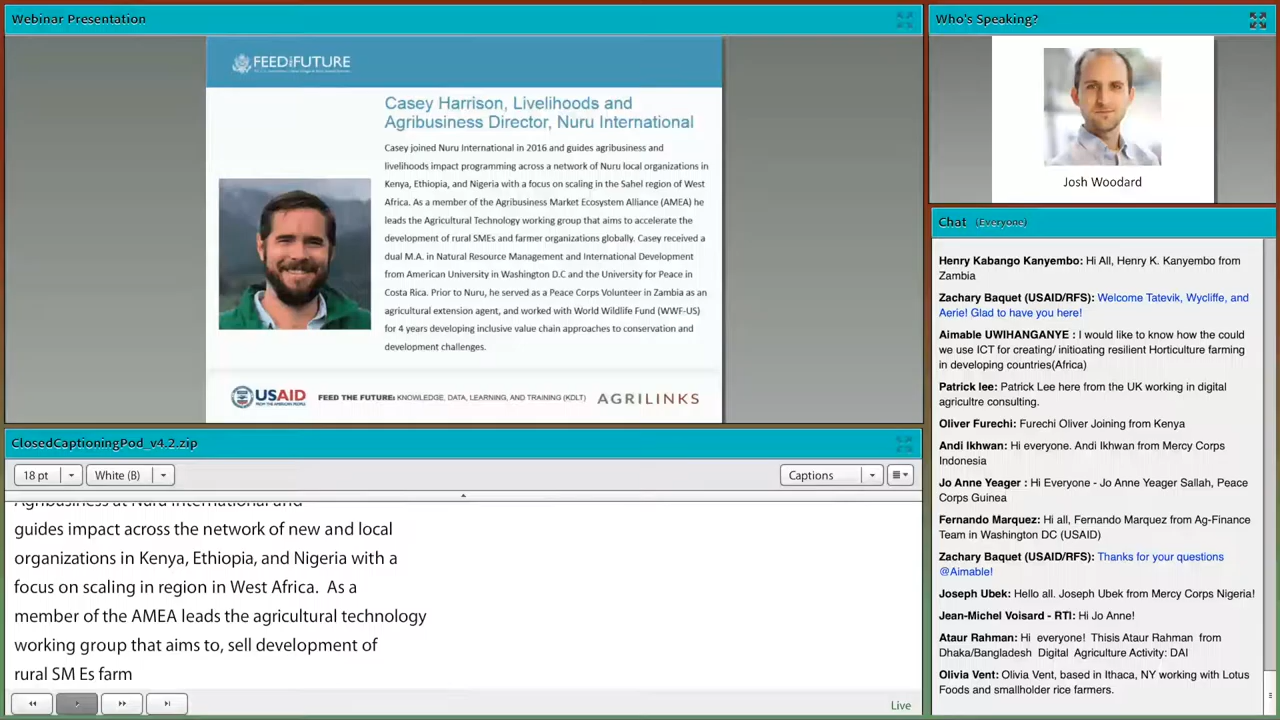 Webinar Presentation
FEED THE FUTURE
Casey Harrison, Livelihoods and
Agribusiness Director, Nuru International
Casey joined Nuru International in 2016 and guides agribusiness and
livelihoods impact programming across a network of Nuru local organizations in
Kenya, Ethiopia, and Nigeria with a focus on scaling in the Sahel region of West
Africa. As a member of the Agribusiness Market Ecosystem Alliance (AMEA) he
leads the Agricultural Technology working group that aims to accelerate the
development of rural SMEs and farmer organizations globally. Casey received a
dual M.A. in Natural Resource Management and International Development
from American University in Washington D.C and the University for Peace in
Costa Rica. Prior to Nuru, he served as a Peace Corps Volunteer in Zambia as an
agricultural extension agent, and worked with World Wildlife Fund (WWF-US)
for 4 years developing inclusive value chain approaches to conservation and
development challenges.
USAID
FROM THE AMERICAN PEOPLE
FEED THE FUTURE: KNOWLEDGE, DATA, LEARNING, AND TRAINING (KDLT)
AGRILINKS
ClosedCaptioningPod_v4.2.zip
18 pt
White (B)
Captions
Agribusiness at Nuru International and
guides impact across the network of new and local
organizations in Kenya, Ethiopia, and Nigeria with a
focus on scaling in region in West Africa.  As a
member of the AMEA leads the agricultural technology
working group that aims to, sell development of
rural SM Es farm
Live
Who's Speaking?
Josh Woodard
Chat (Everyone)
Henry Kabango Kanyembo: Hi All, Henry K. Kanyembo from
Zambia
Zachary Baquet (USAID/RFS): Welcome Tatevik, Wycliffe, and
Aerie! Glad to have you here!
Aimable UWIHANGANYE : I would like to know how the could
we use ICT for creating/ initioating resilient Horticulture farming
in developing countries(Africa)
Patrick lee: Patrick Lee here from the UK working in digital
agricultre consulting.
Oliver Furechi: Furechi Oliver Joining from Kenya
Andi Ikhwan: Hi everyone. Andi Ikhwan from Mercy Corps
Indonesia
Jo Anne Yeager : Hi Everyone - Jo Anne Yeager Sallah, Peace
Corps Guinea
Fernando Marquez: Hi all, Fernando Marquez from Ag-Finance
Team in Washington DC (USAID)
Zachary Baquet (USAID/RFS): Thanks for your questions
@Aimable!
Joseph Ubek: Hello all. Joseph Ubek from Mercy Corps Nigeria!
Jean-Michel Voisard - RTI: Hi Jo Anne!
Ataur Rahman: Hi  everyone!  Thisis Ataur Rahman  from
Dhaka/Bangladesh  Digital  Agriculture Activity: DAI
Olivia Vent: Olivia Vent, based in Ithaca, NY working with Lotus
Foods and smallholder rice farmers.